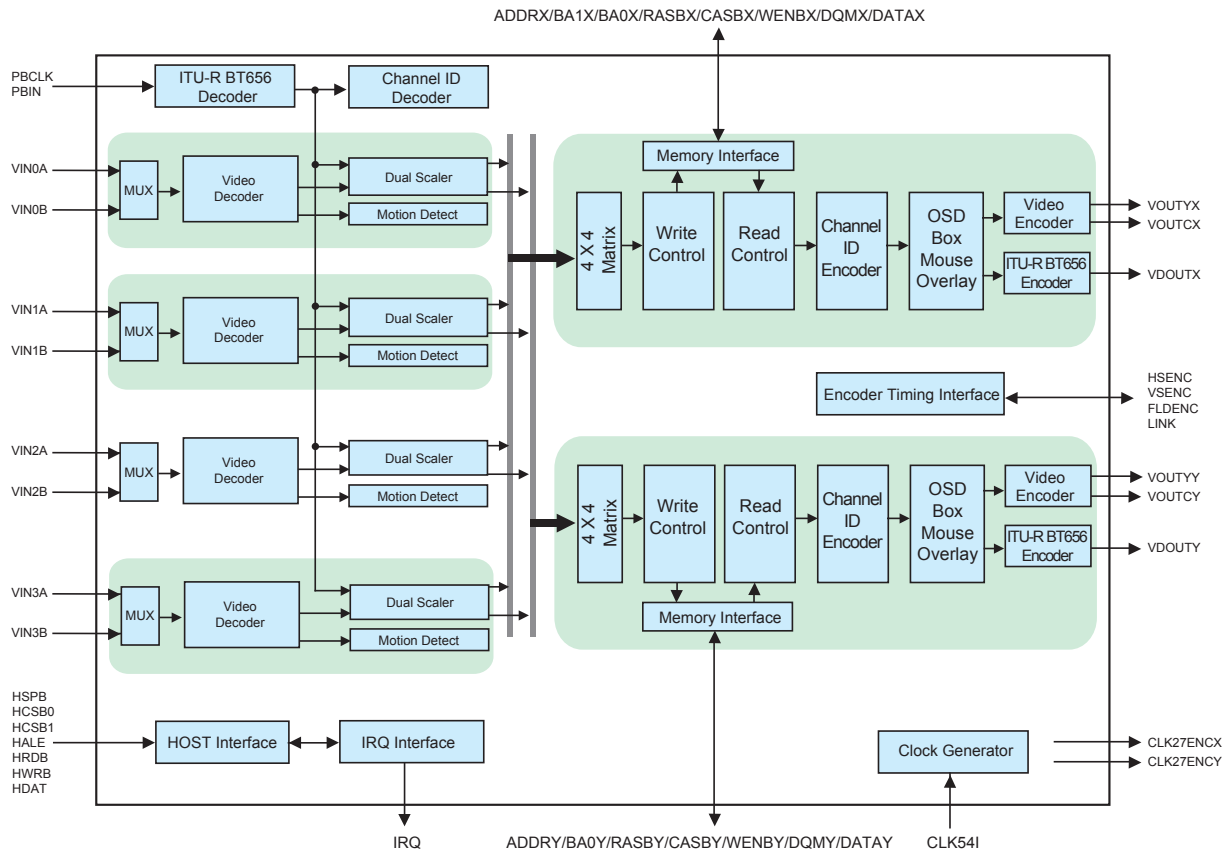 ADDRX/BA1X/BA0X/RASBX/CASBX/WENBX/DQMX/DATAX
PBCLK
PBIN
ITU-R BT656
Decoder
Channel ID
Decoder
VIN0A
VIN0B
MUX
Video
Decoder
Dual Scaler
Motion Detect
VIN1A
VIN1B
MUX
Video
Decoder
Dual Scaler
Motion Detect
VIN2A
VIN2B
MUX
Video
Decoder
Dual Scaler
Motion Detect
VIN3A
VIN3B
MUX
Video
Decoder
Dual Scaler
Motion Detect
Memory Interface
4 X 4
Matrix
Write
Control
Read
Control
Channel
ID
Encoder
OSD
Box
Mouse
Overlay
Video
Encoder
ITU-R BT656
Encoder
VOUTYX
VOUTCX
VDOUTX
Encoder Timing Interface
HSENC
VSENC
FLDENC
LINK
4 X 4
Matrix
Write
Control
Read
Control
Channel
ID
Encoder
OSD
Box
Mouse
Overlay
Video
Encoder
ITU-R BT656
Encoder
VOUTYY
VOUTCY
VDOUTY
Memory Interface
HSPB
HCSB0
HCSB1
HALE
HRDB
HWRB
HDAT
HOST Interface
IRQ Interface
Clock Generator
CLK27ENCX
CLK27ENCY
IRQ
ADDRY/BA0Y/RASBY/CASBY/WENBY/DQMY/DATAY
CLK54I